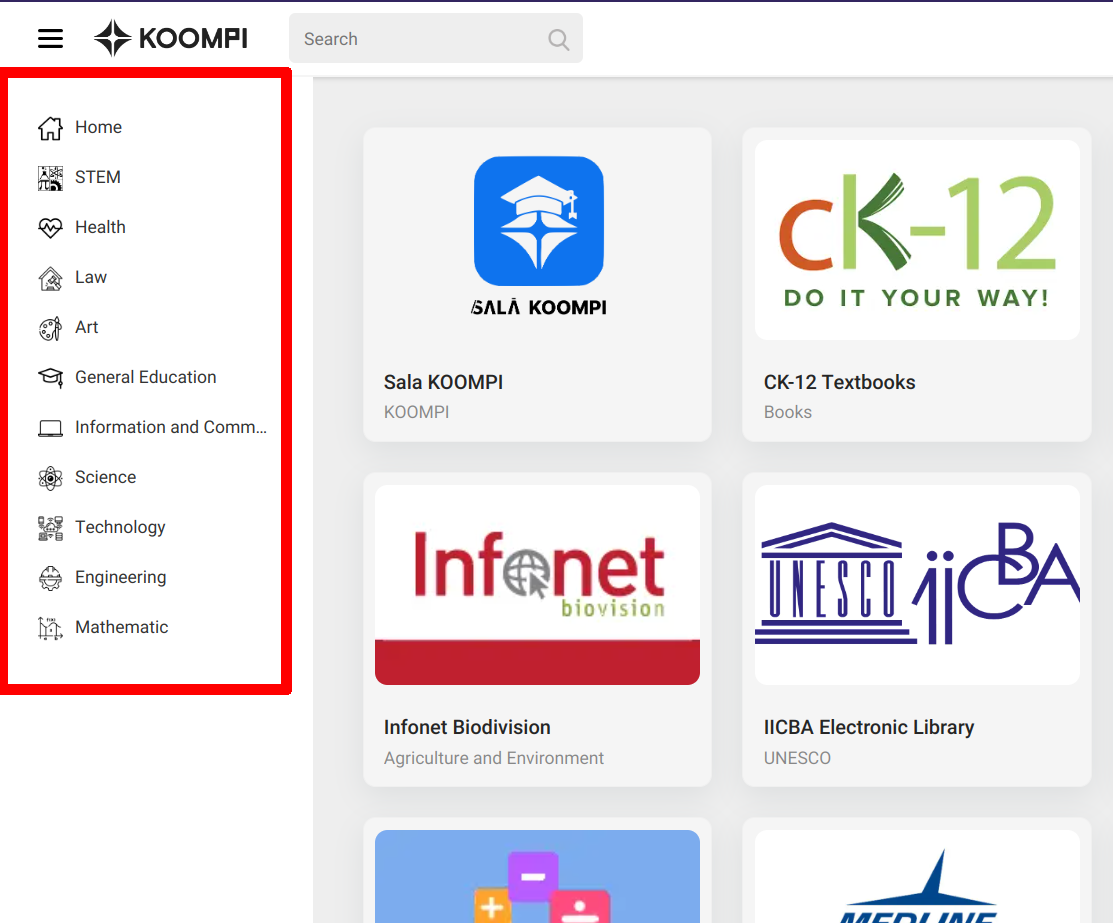 KOOMPI
Search
Home
STEM
Health
Law
Art
General Education
Information and Comm...
Science
Technology
Engineering
Mathematic
SALĀ KOOMPI
Sala KOOMPI
KOOMPI
cK-12
DO IT YOUR WAY!
CK-12 Textbooks
Books
Infonet
biovision
Infonet Biodivision
Agriculture and Environment
UNESCO
iicBA
IICBA Electronic Library
UNESCO
MEDLINE